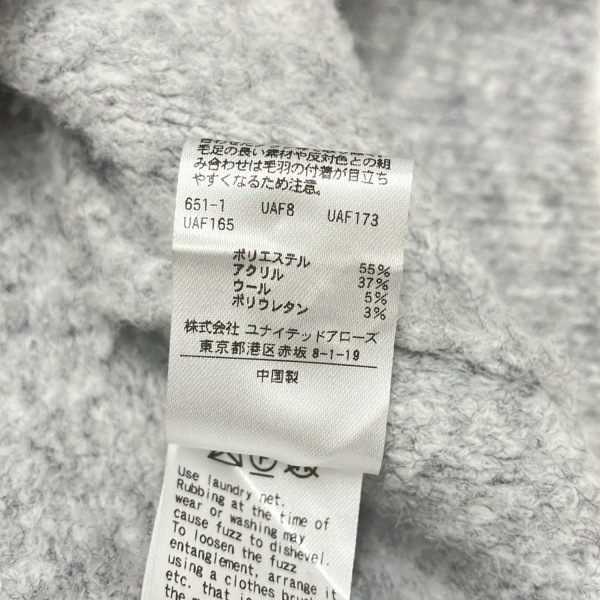 毛足の長い素材や反対色との組
み合わせは毛羽の付着が目立ち
やすくなるため注意。
651-1 UAF8 UAF173
UAF165
ポリエステル 55%
アクリル 37%
ウール 5%
ポリウレタン 3%
株式会社 ユナイテッドアローズ
東京都港区赤坂 8-1-19
中国製
Use laundry net.
Rubbing at the time of
wear or washing may
cause fuzz to dishevel.
To loosen the fuzz
entanglement, arrange it
using a clothes brush
etc. that is